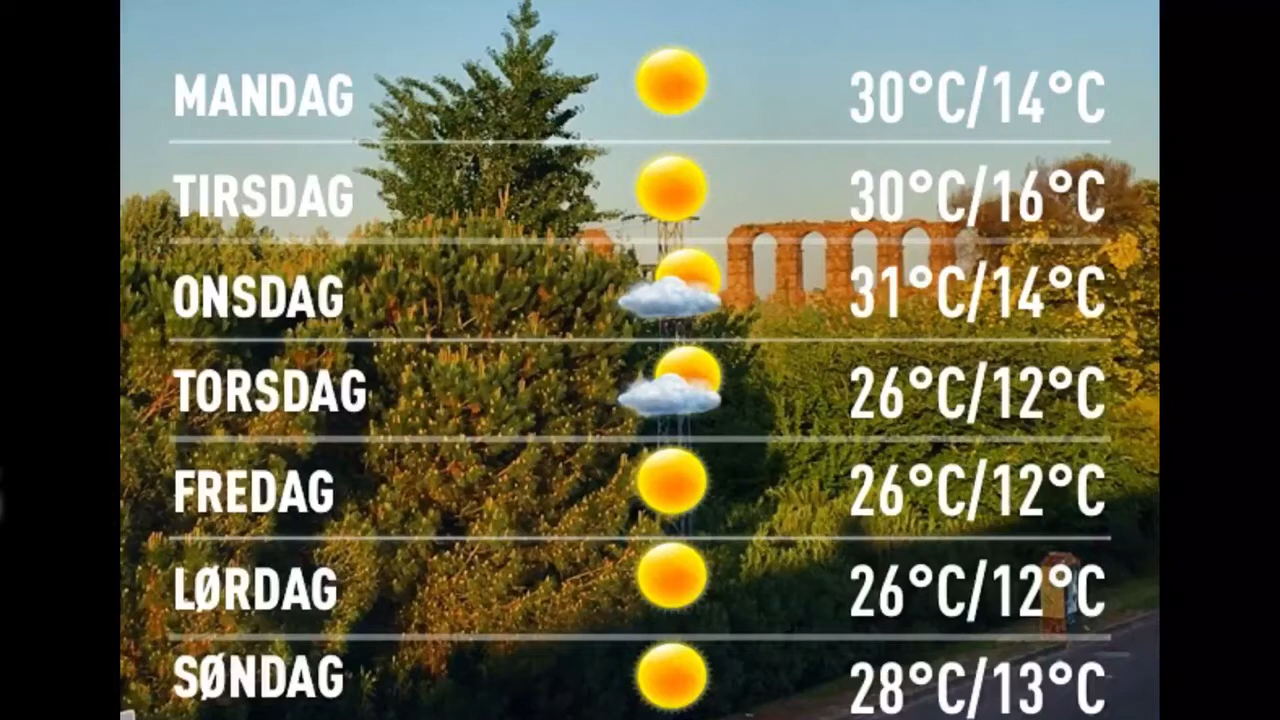 MANDAG 30°C/14°C
TIRSDAG 30°C/16°C
ONSDAG 31°C/14°C
TORSDAG 26°C/12°C
FREDAG 26°C/12°C
LØRDAG 26°C/12°C
SØNDAG 28°C/13°C